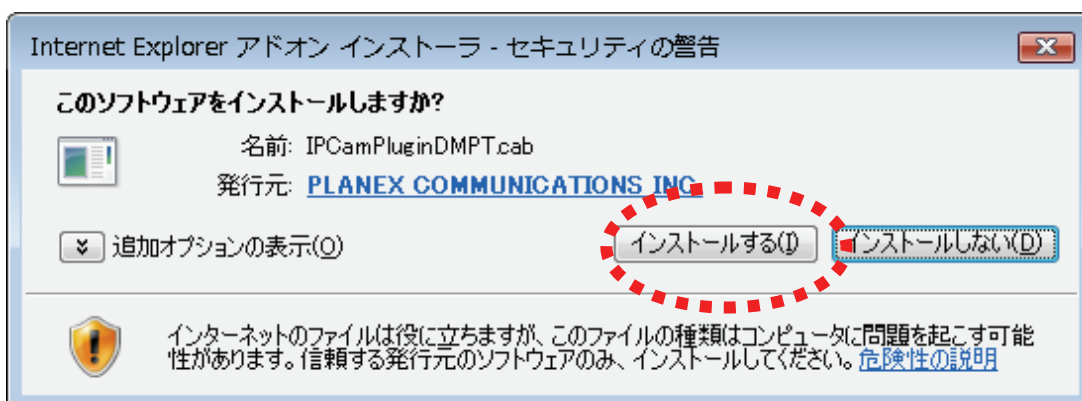 Internet Explorer アドオン インストーラ - セキュリティの警告
このソフトウェアをインストールしますか?
名前: IPCamPluginDMPT.cab
発行元: PLANEX COMMUNICATIONS INC.
追加オプションの表示(O)
インストールする(I)
インストールしない(D)
インターネットのファイルは役に立ちますが、このファイルの種類はコンピュータに問題を起こす可能
性があります。信頼する発行元のソフトウェアのみ、インストールしてください。危険性の説明